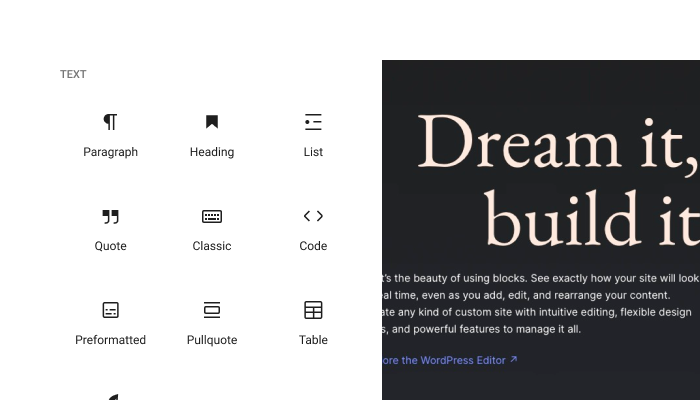 TEXT
Paragraph Heading List
Quote Classic Code
Preformatted Pullquote Table
Dream it,
build it
t's the beauty of using blocks. See exactly how your site will look
al time, even as you add, edit, and rearrange your content.
ate any kind of custom site with intuitive editing, flexible design
s, and powerful features to manage it all.
ore the WordPress Editor ↗